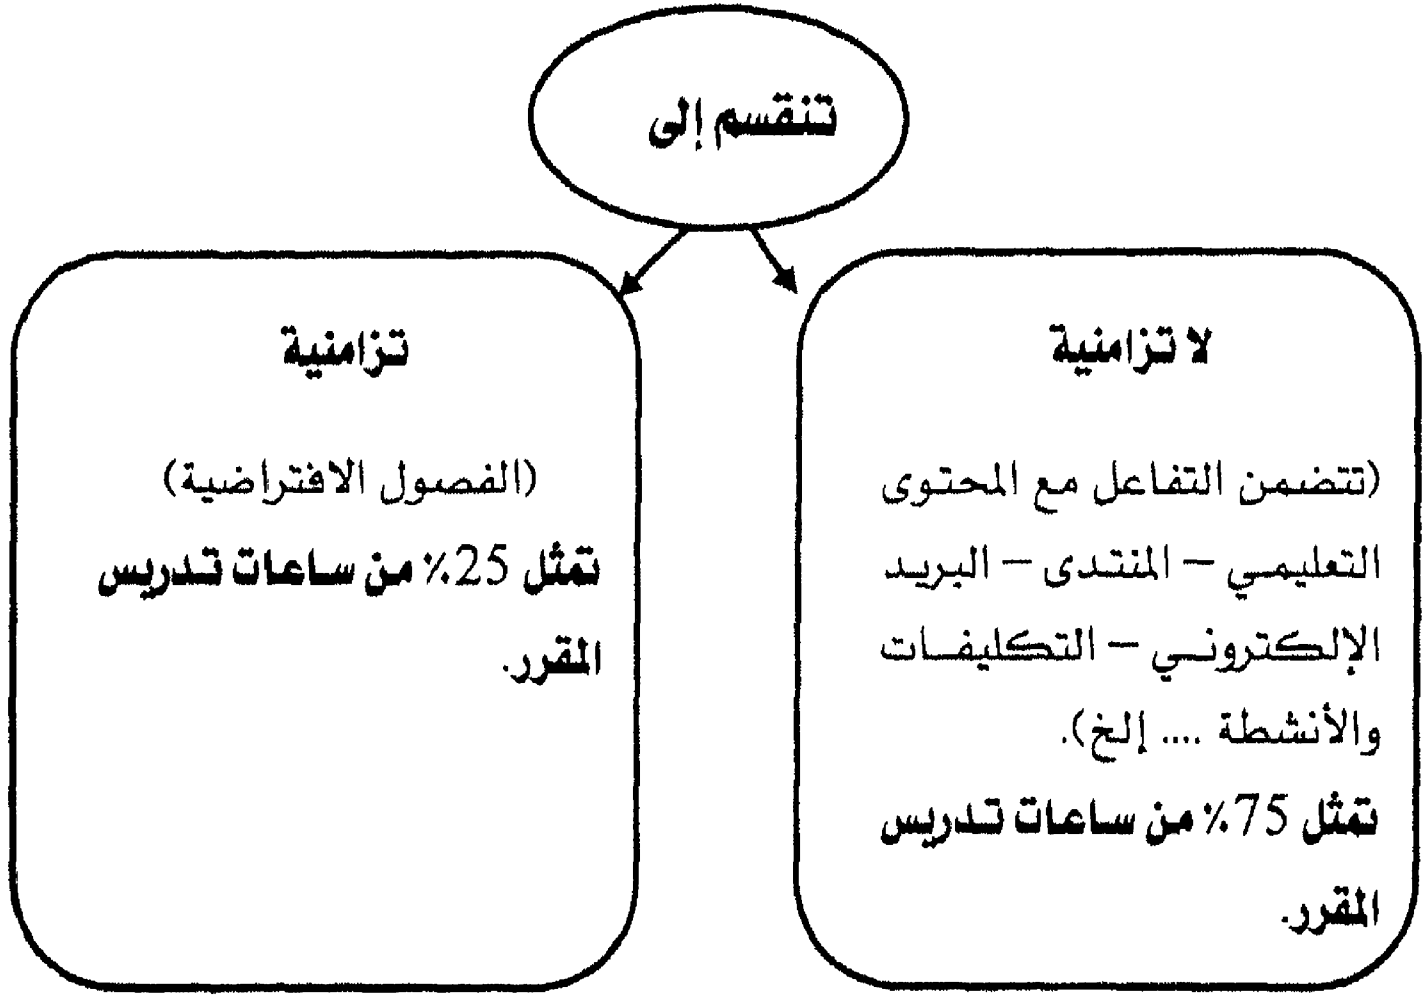 تنقسم إلى
لا تزامنية
(تتضمن التفاعل مع المحتوى
التعليمي – المنتدى – البريد
الإلكتروني – التكليفات
والأنشطة .... إلخ).
تمثل 75٪ من ساعات تدريس
المقرر.
تزامنية
(الفصول الافتراضية)
تمثل 25٪ من ساعات تدريس
المقرر.